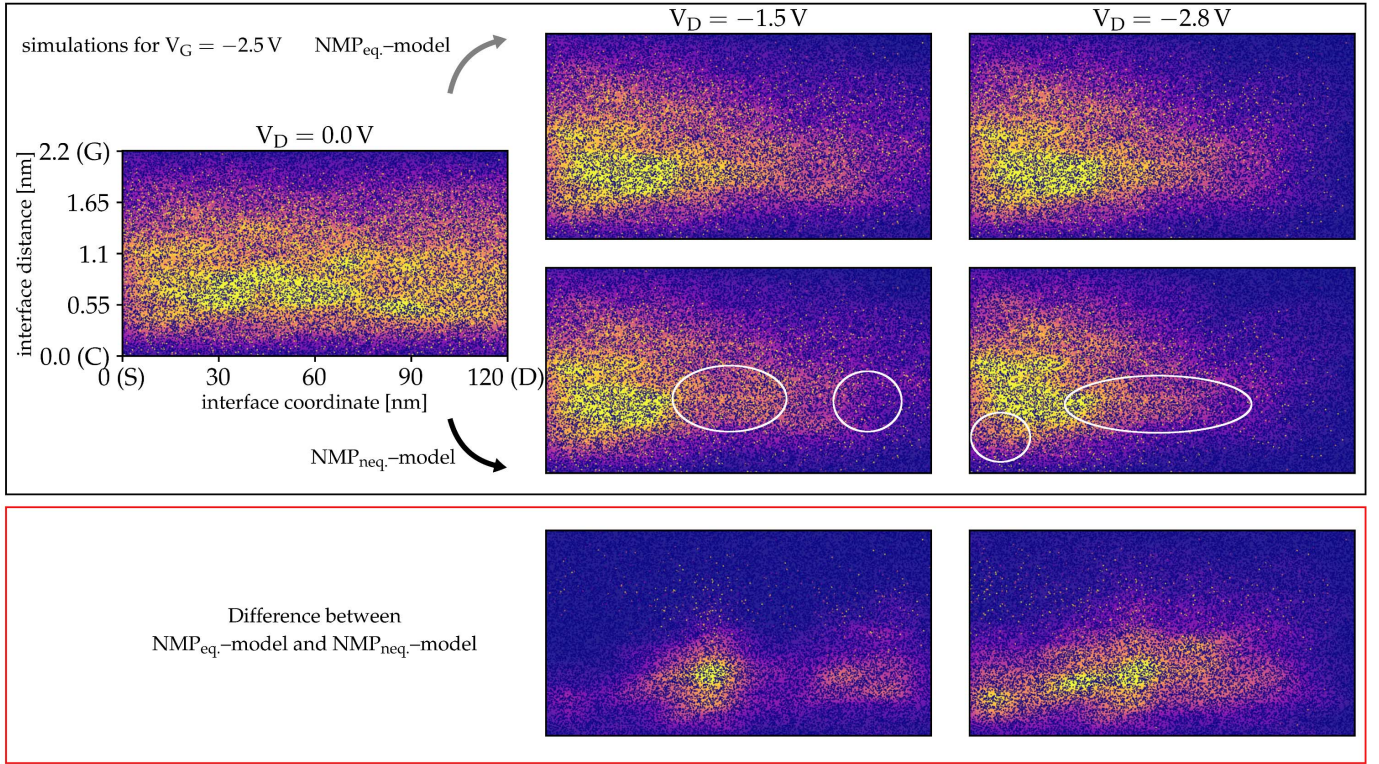 V_D = −1.5 V
V_D = −2.8 V
simulations for V_G = −2.5 V
NMP_eq.–model
V_D = 0.0 V
interface distance [nm]
2.2 (G)
1.65
1.1
0.55
0.0 (C)
0 (S)
30
60
90
120 (D)
interface coordinate [nm]
NMP_neq.–model
Difference between
NMP_eq.–model and NMP_neq.–model